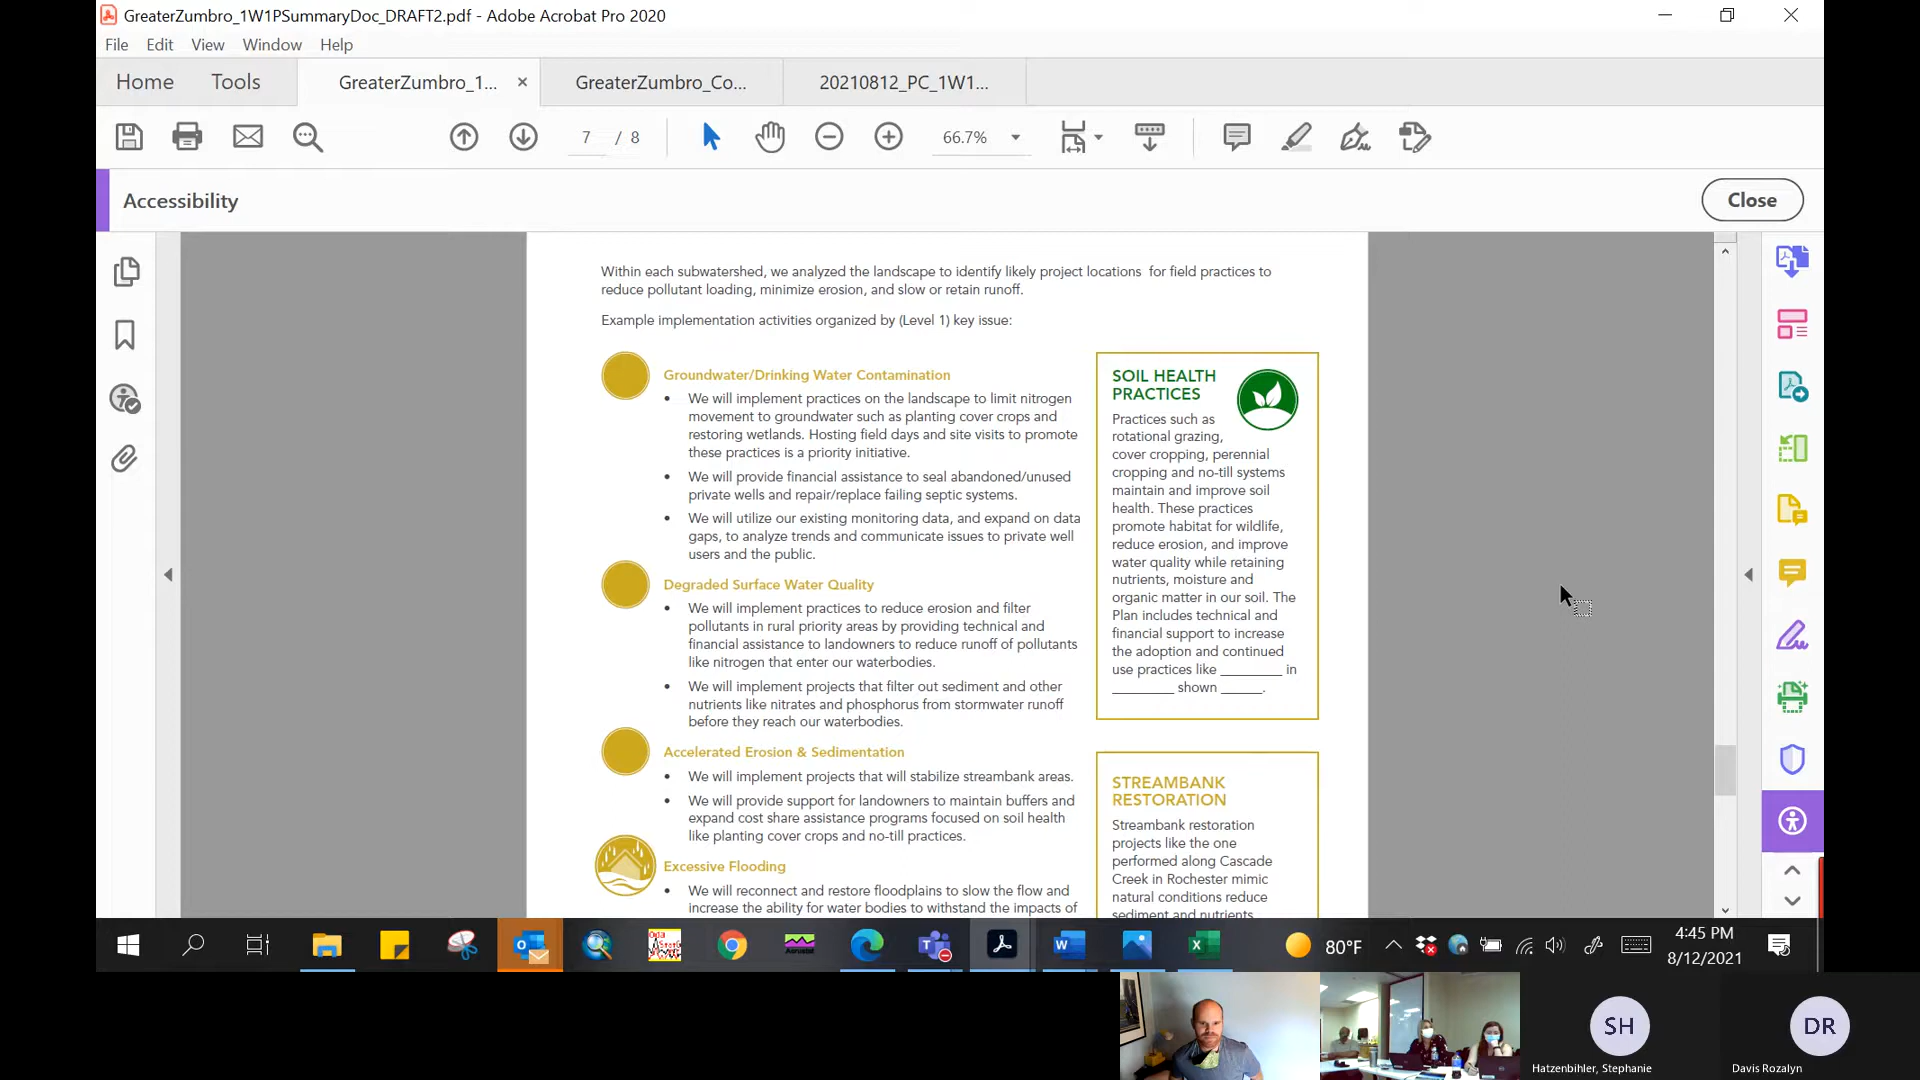 GreaterZumbro_1W1PSummaryDoc_DRAFT2.pdf - Adobe Acrobat Pro 2020
File Edit View Window Help
Home Tools GreaterZumbro_1... × GreaterZumbro_Co... 20210812_PC_1W1...
7 / 8 66.7%
Accessibility
Close
Within each subwatershed, we analyzed the landscape to identify likely project locations for field practices to
reduce pollutant loading, minimize erosion, and slow or retain runoff.
Example implementation activities organized by (Level 1) key issue:
Groundwater/Drinking Water Contamination
• We will implement practices on the landscape to limit nitrogen
movement to groundwater such as planting cover crops and
restoring wetlands. Hosting field days and site visits to promote
these practices is a priority initiative.
• We will provide financial assistance to seal abandoned/unused
private wells and repair/replace failing septic systems.
• We will utilize our existing monitoring data, and expand on data
gaps, to analyze trends and communicate issues to private well
users and the public.
Degraded Surface Water Quality
• We will implement practices to reduce erosion and filter
pollutants in rural priority areas by providing technical and
financial assistance to landowners to reduce runoff of pollutants
like nitrogen that enter our waterbodies.
• We will implement projects that filter out sediment and other
nutrients like nitrates and phosphorus from stormwater runoff
before they reach our waterbodies.
Accelerated Erosion & Sedimentation
• We will implement projects that will stabilize streambank areas.
• We will provide support for landowners to maintain buffers and
expand cost share assistance programs focused on soil health
like planting cover crops and no-till practices.
Excessive Flooding
• We will reconnect and restore floodplains to slow the flow and
increase the ability for water bodies to withstand the impacts of
SOIL HEALTH
PRACTICES
Practices such as
rotational grazing,
cover cropping, perennial
cropping and no-till systems
maintain and improve soil
health. These practices
promote habitat for wildlife,
reduce erosion, and improve
water quality while retaining
nutrients, moisture and
organic matter in our soil. The
Plan includes technical and
financial support to increase
the adoption and continued
use practices like ________ in
________ shown _____.
STREAMBANK
RESTORATION
Streambank restoration
projects like the one
performed along Cascade
Creek in Rochester mimic
natural conditions reduce
sediment and nutrients
80°F
4:45 PM
8/12/2021
SH
DR
Hatzenbihler, Stephanie
Davis Rozalyn